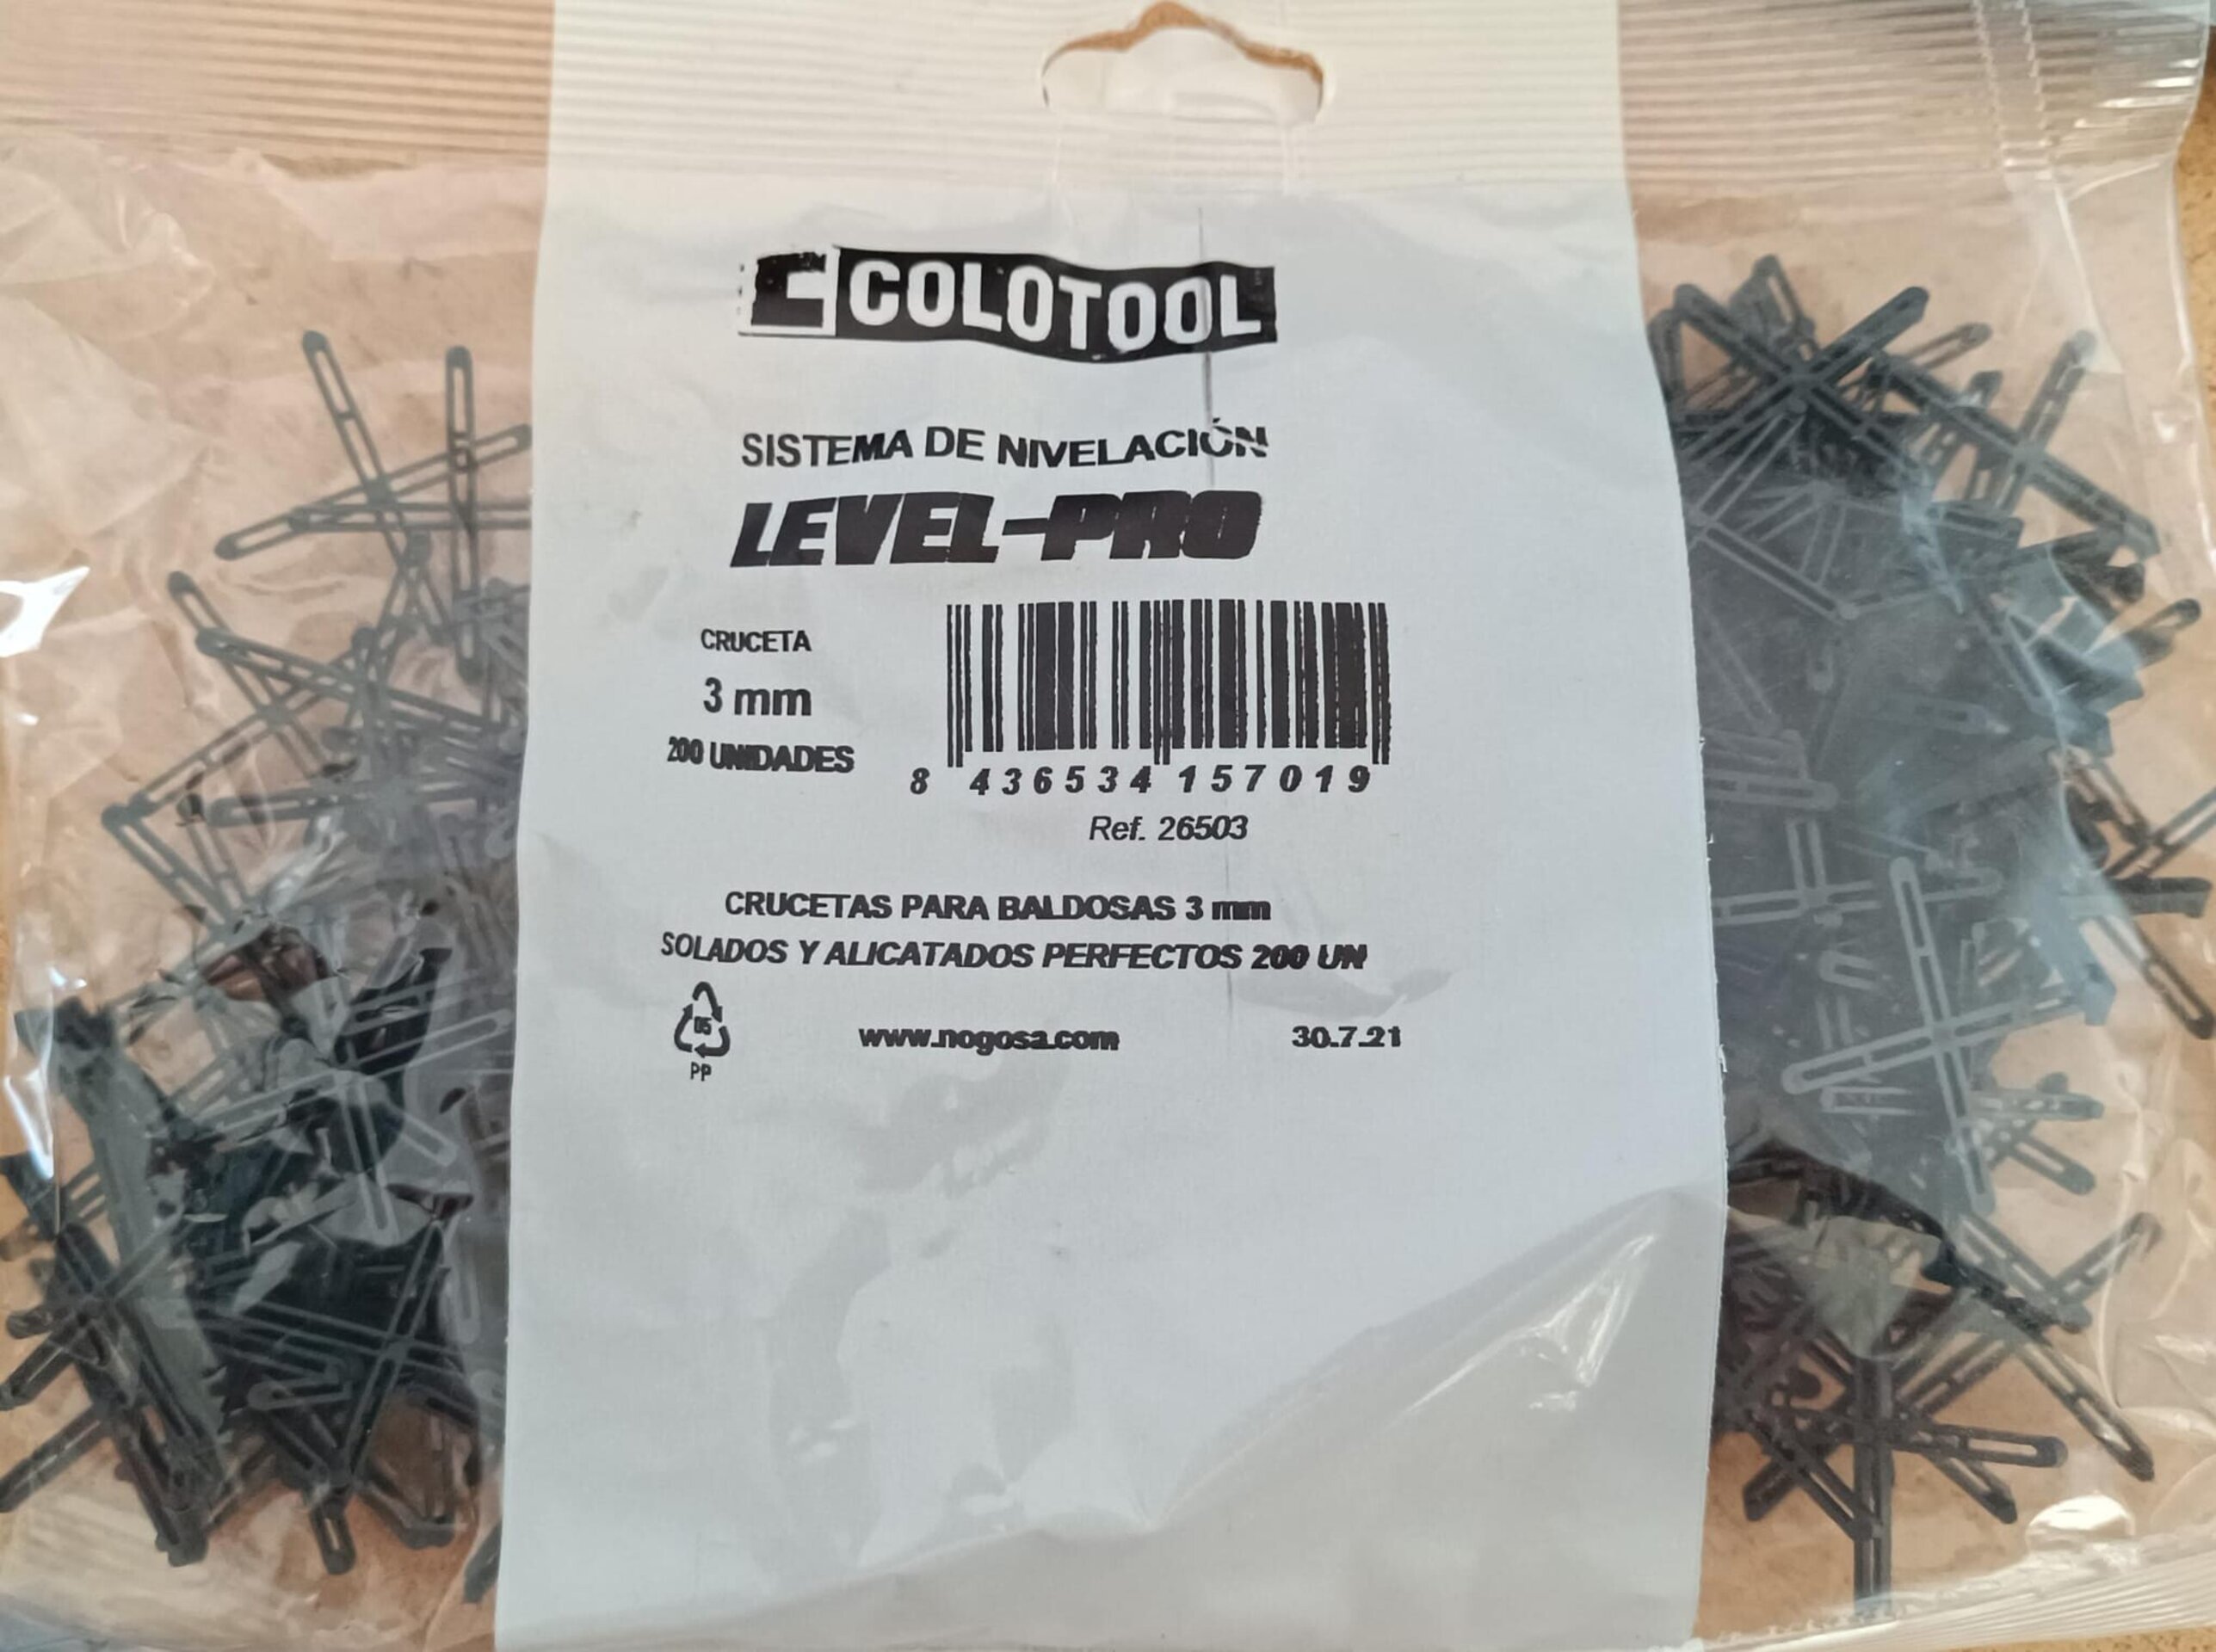 COLOTOOL
SISTEMA DE NIVELACIÓN
LEVEL-PRO
CRUCETA
3 mm
200 UNIDADES
8 436534 157019
Ref. 26503
CRUCETAS PARA BALDOSAS 3 mm
SOLADOS Y ALICATADOS PERFECTOS 200 UN
05
PP
www.nogosa.com 30.7.21